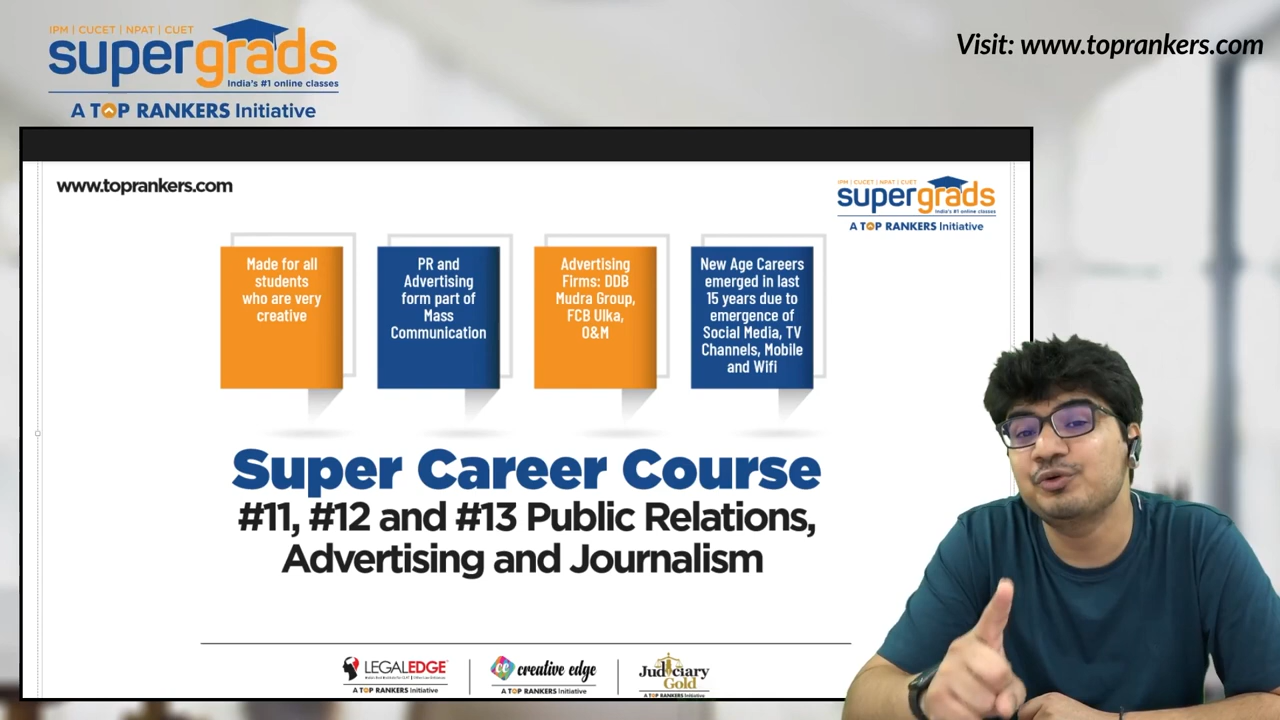 IPM | CUCET | NPAT | CUET
supergrads
India's #1 online classes
A TOP RANKERS Initiative
Visit: www.toprankers.com
www.toprankers.com
IPM | CUCET | NPAT | CUET
supergrads
India's #1 online classes
A TOP RANKERS Initiative
Made for all
students
who are very
creative
PR and
Advertising
form part of
Mass
Communication
Advertising
Firms: DDB
Mudra Group,
FCB Ulka,
O&M
New Age Careers
emerged in last
15 years due to
emergence of
Social Media, TV
Channels, Mobile
and Wifi
Super Career Course
#11, #12 and #13 Public Relations,
Advertising and Journalism
LEGALEDGE
A TOP RANKERS Initiative
ce creative edge
A TOP RANKERS Initiative
Judiciary
Gold
A TOP RANKERS Initiative